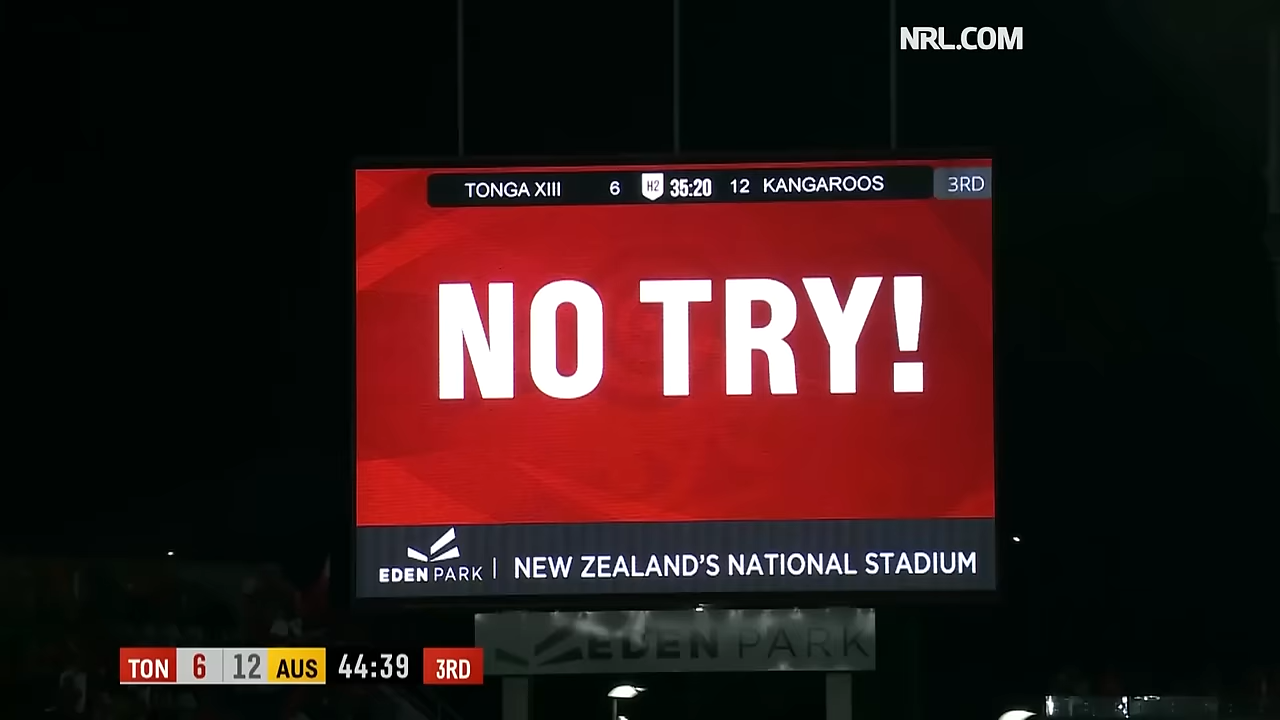 NRL.COM
TONGA XIII 6 H2 35:20 12 KANGAROOS 3RD
NO TRY!
EDEN PARK | NEW ZEALAND'S NATIONAL STADIUM
EDEN PARK
TON 6 12 AUS 44:39 3RD